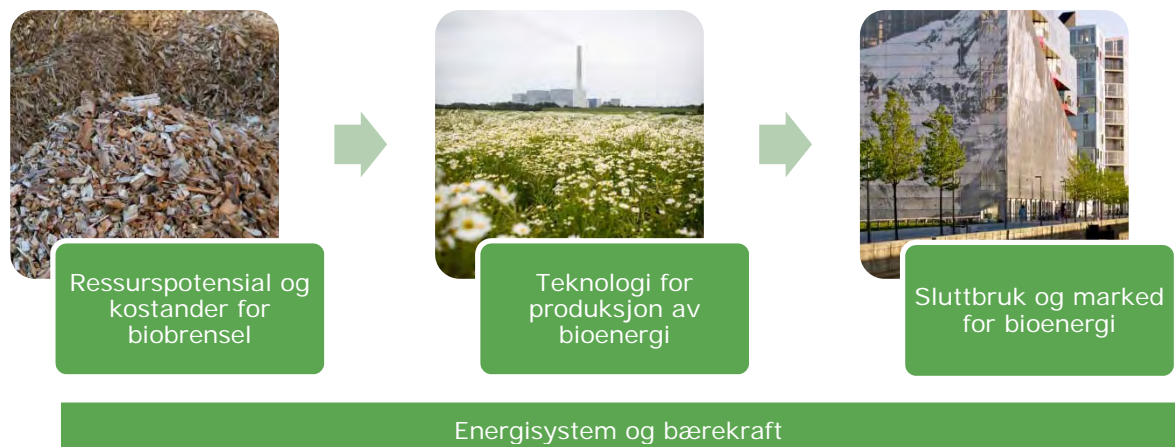 Ressurspotensial og
kostander for
biobrensel
Teknologi for
produksjon av
bioenergi
Sluttbruk og marked
for bioenergi
Energisystem og bærekraft